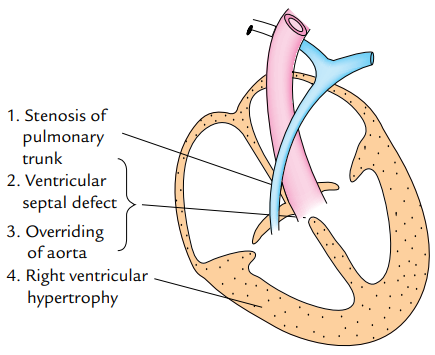 1. Stenosis of
pulmonary
trunk
2. Ventricular
septal defect
3. Overriding
of aorta
4. Right ventricular
hypertrophy